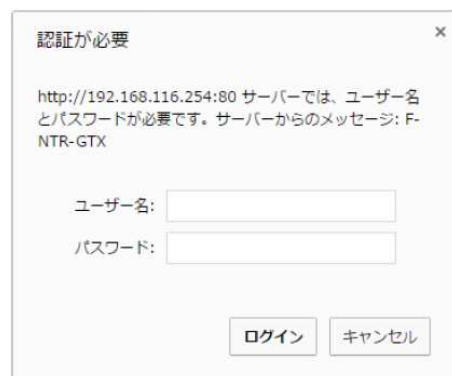 認証が必要
×
http://192.168.116.254:80 サーバーでは、ユーザー名
とパスワードが必要です。サーバーからのメッセージ: F-
NTR-GTX
ユーザー名:
パスワード:
ログイン キャンセル